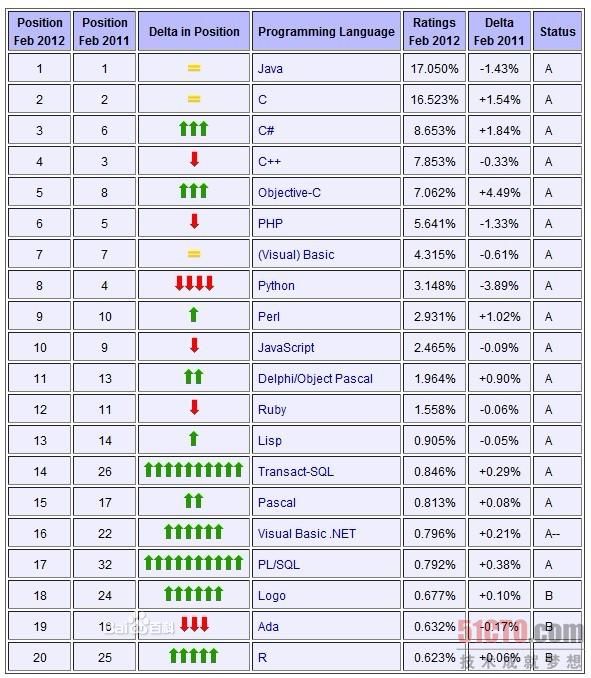 Position Feb 2012 Position Feb 2011 Delta in Position Programming Language Ratings Feb 2012 Delta Feb 2011 Status
1 1 = Java 17.050% -1.43% A
2 2 = C 16.523% +1.54% A
3 6 ↑↑↑ C# 8.653% +1.84% A
4 3 ↓ C++ 7.853% -0.33% A
5 8 ↑↑↑ Objective-C 7.062% +4.49% A
6 5 ↓ PHP 5.641% -1.33% A
7 7 = (Visual) Basic 4.315% -0.61% A
8 4 ↓↓↓↓ Python 3.148% -3.89% A
9 10 ↑ Perl 2.931% +1.02% A
10 9 ↓ JavaScript 2.465% -0.09% A
11 13 ↑↑ Delphi/Object Pascal 1.964% +0.90% A
12 11 ↓ Ruby 1.558% -0.06% A
13 14 ↑ Lisp 0.905% -0.05% A
14 26 ↑↑↑↑↑↑↑↑↑↑ Transact-SQL 0.846% +0.29% A
15 17 ↑↑ Pascal 0.813% +0.08% A
16 22 ↑↑↑↑↑↑ Visual Basic .NET 0.796% +0.21% A--
17 32 ↑↑↑↑↑↑↑↑↑↑ PL/SQL 0.792% +0.38% A
18 24 ↑↑↑↑↑↑ Logo 0.677% +0.10% B
19 ↓↓↓ Ada 0.632% -0.17% B
20 25 ↑↑↑↑↑ R 0.623% +0.06% B
Bai百科
51CTO.com
技术成就梦想